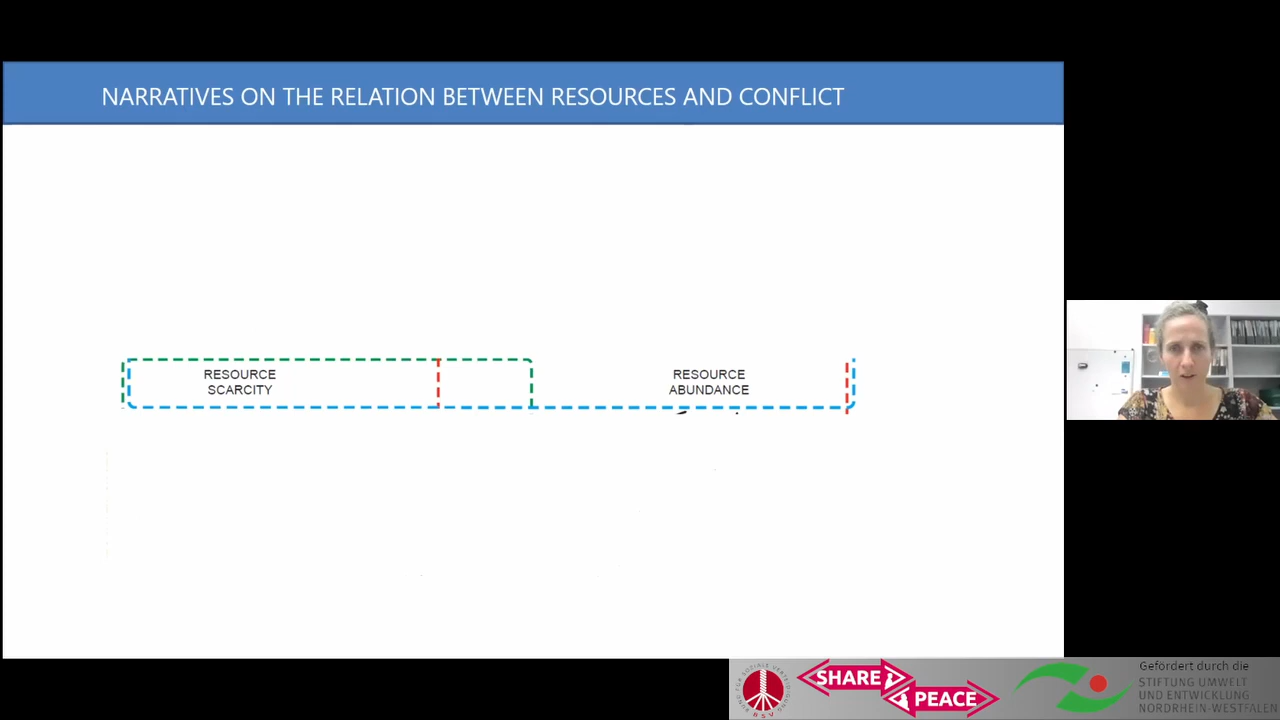 NARRATIVES ON THE RELATION BETWEEN RESOURCES AND CONFLICT
RESOURCE
SCARCITY
RESOURCE
ABUNDANCE
SHARE
PEACE
BSV
Gefördert durch die
STIFTUNG UMWELT
UND ENTWICKLUNG
NORDRHEIN-WESTFALEN